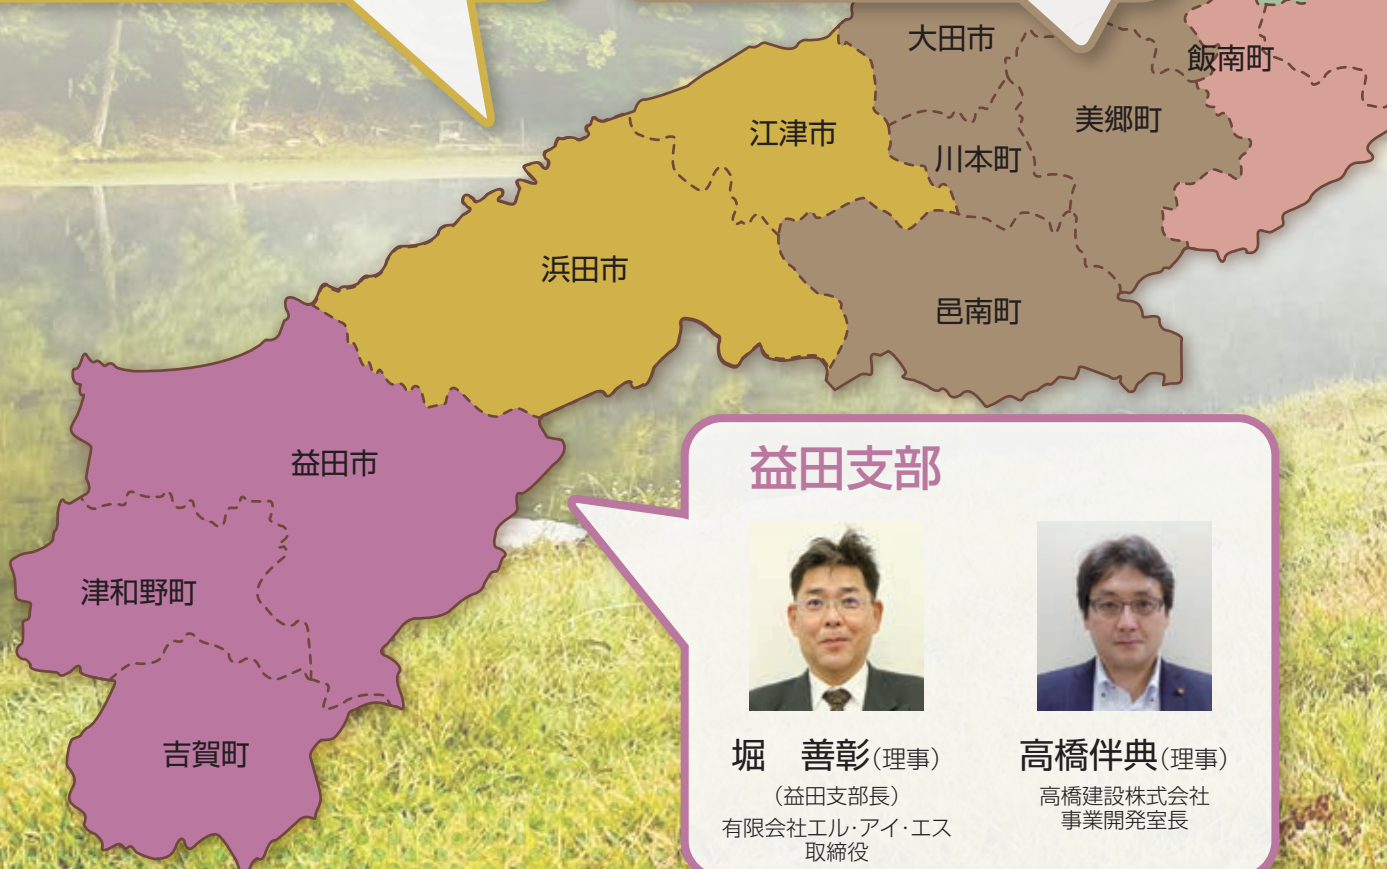 大田市
飯南町
美郷町
江津市
川本町
浜田市
邑南町
益田市
津和野町
吉賀町
益田支部
堀　善彰(理事)
（益田支部長）
有限会社エル・アイ・エス
取締役
高橋伴典(理事)
高橋建設株式会社
事業開発室長